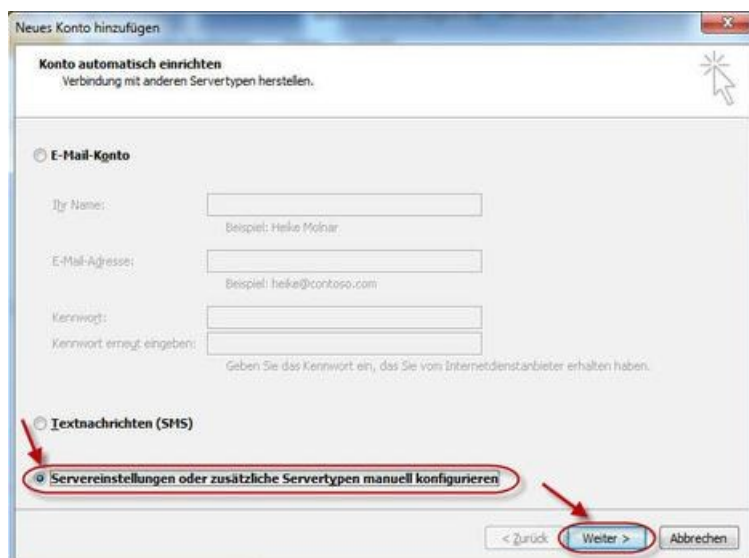 Neues Konto hinzufügen
Konto automatisch einrichten
Verbindung mit anderen Servertypen herstellen.
E-Mail-Konto
Ihr Name:
Beispiel: Heike Molnar
E-Mail-Adresse:
Beispiel: heike@contoso.com
Kennwort:
Kennwort erneut eingeben:
Geben Sie das Kennwort ein, das Sie vom Internetdienstanbieter erhalten haben.
Textnachrichten (SMS)
Servereinstellungen oder zusätzliche Servertypen manuell konfigurieren
< Zurück Weiter > Abbrechen